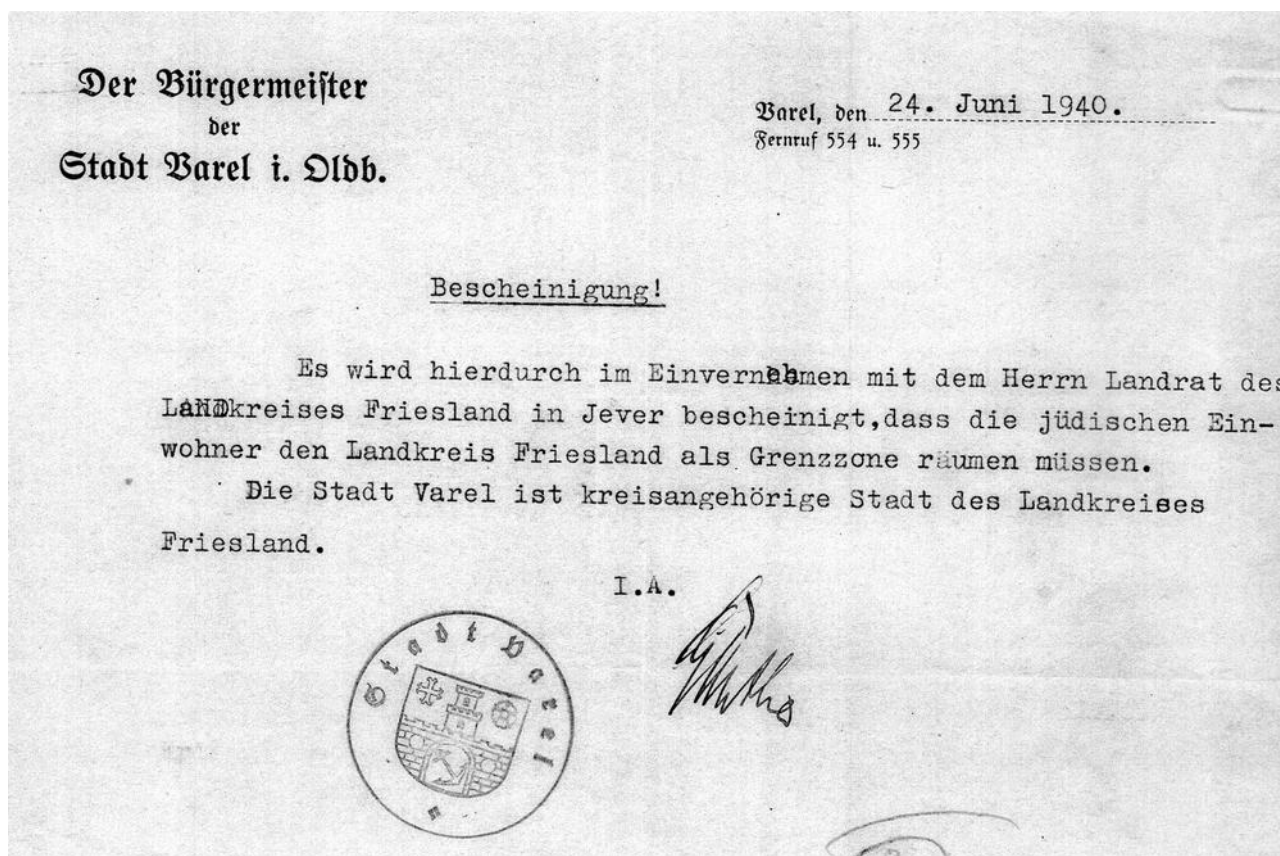 Der Bürgermeister
der
Stadt Varel i. Oldb.
Varel, den 24. Juni 1940.
Fernruf 554 u. 555
Bescheinigung!
Es wird hierdurch im Einvernehmen mit dem Herrn Landrat des
Landkreises Friesland in Jever bescheinigt,dass die jüdischen Ein-
wohner den Landkreis Friesland als Grenzzone räumen müssen.
Die Stadt Varel ist kreisangehörige Stadt des Landkreises
Friesland.
I.A.
Stadt Varel